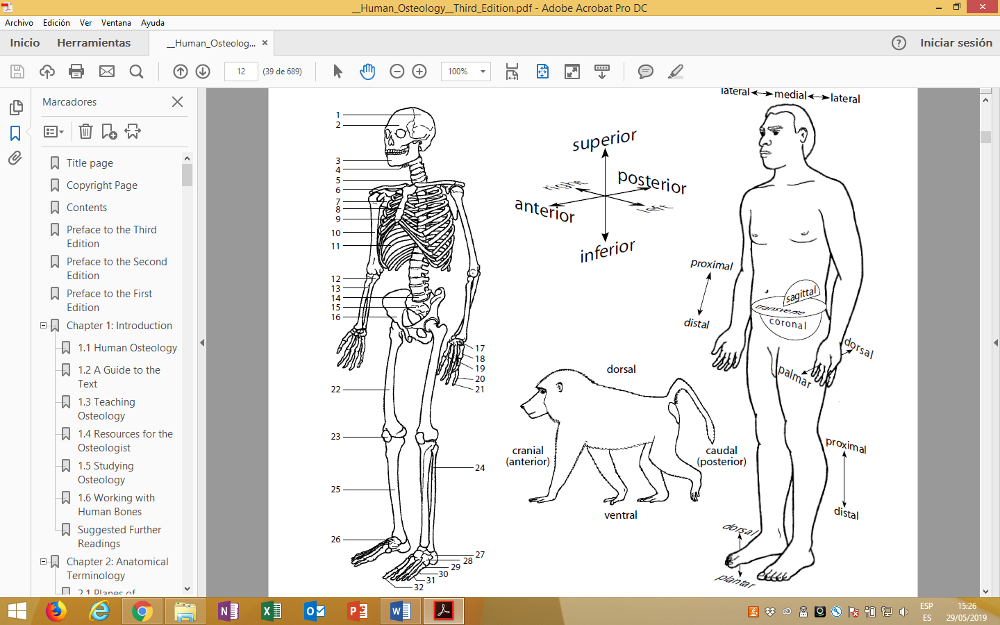 __Human_Osteology__Third_Edition.pdf - Adobe Acrobat Pro DC
Archivo Edición Ver Ventana Ayuda
Inicio Herramientas __Human_Osteolog... × Iniciar sesión
12 (39 de 689) 100%
Marcadores
Title page
Copyright Page
Contents
Preface to the Third
Edition
Preface to the Second
Edition
Preface to the First
Edition
Chapter 1: Introduction
1.1 Human Osteology
1.2 A Guide to the
Text
1.3 Teaching
Osteology
1.4 Resources for the
Osteologist
1.5 Studying
Osteology
1.6 Working with
Human Bones
Suggested Further
Readings
Chapter 2: Anatomical
Terminology
2.1 Planes of
1
2
3
4
5
6
7
8
9
10
11
12
13
14
15
16
17
18
19
20
21
22
23
24
25
26
27
28
29
30
31
32
superior
right
posterior
anterior
left
inferior
dorsal
cranial
(anterior)
caudal
(posterior)
ventral
lateral medial lateral
proximal
distal
sagittal
transverse
coronal
dorsal
palmar
proximal
distal
dorsal
plantar
ESP 15:26
ES 29/05/2019